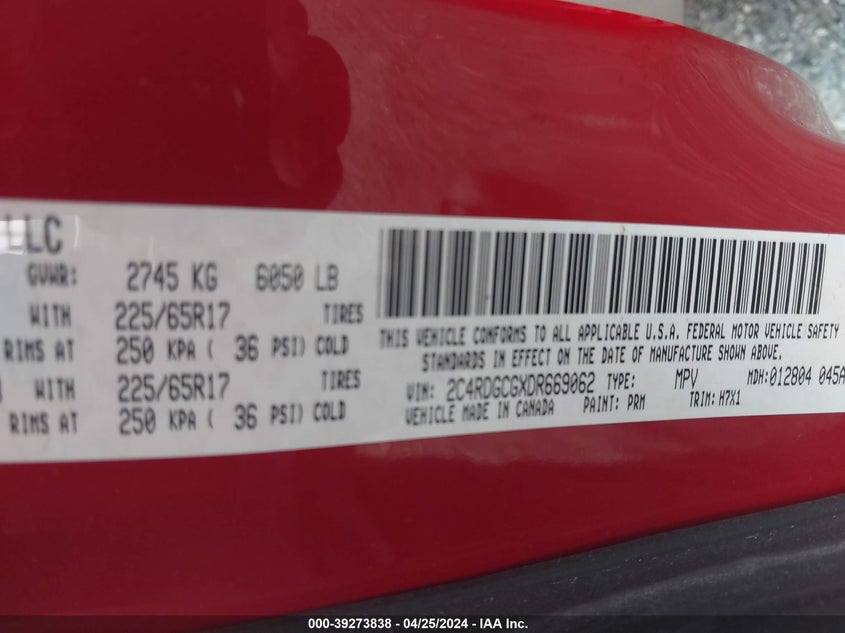 LLC
GVWR: 2745 KG 6050 LB
WITH 225/65R17 TIRES
RIMS AT 250 KPA ( 36 PSI) COLD
WITH 225/65R17 TIRES
RIMS AT 250 KPA ( 36 PSI) COLD
THIS VEHICLE CONFORMS TO ALL APPLICABLE U.S.A. FEDERAL MOTOR VEHICLE SAFETY
STANDARDS IN EFFECT ON THE DATE OF MANUFACTURE SHOWN ABOVE.
VIN: 2C4RDGCGXDR669062 TYPE: MPV MDH:012804 045A
VEHICLE MADE IN CANADA PAINT: PRM TRIM: H7X1
000-39273838 - 04/25/2024 - IAA Inc.